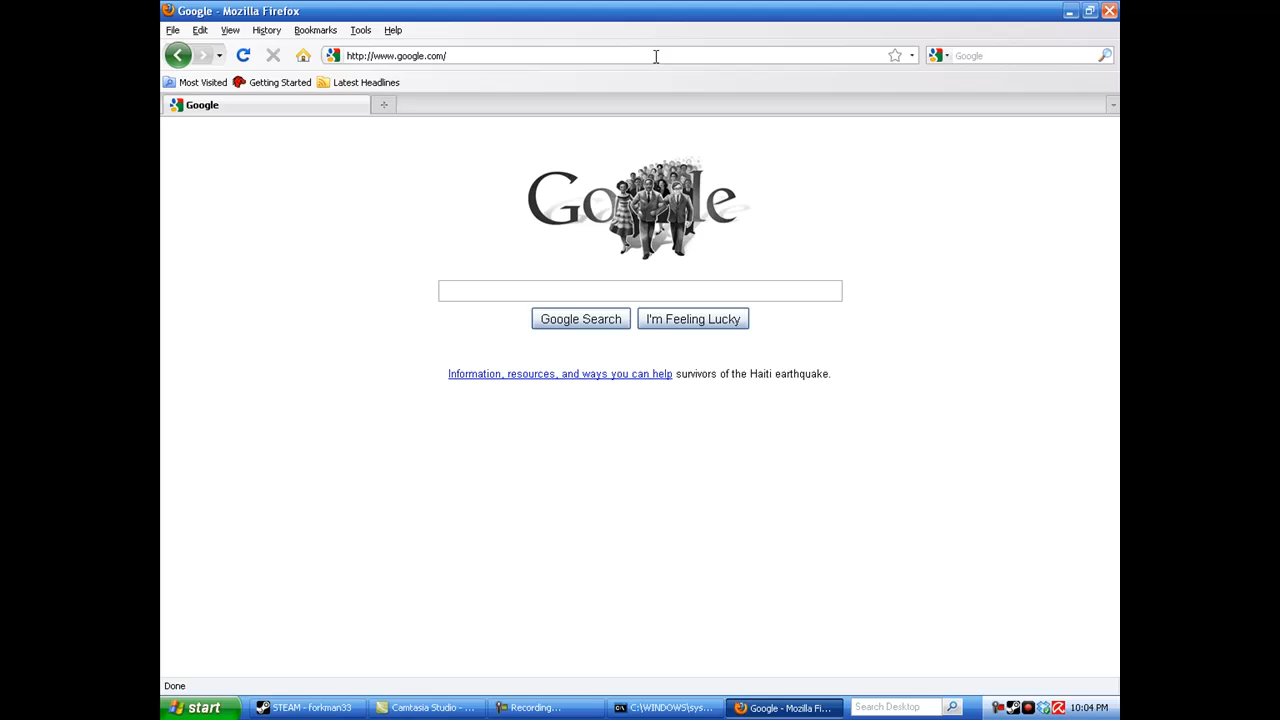 Google - Mozilla Firefox
File Edit View History Bookmarks Tools Help
http://www.google.com/ Google
Most Visited Getting Started Latest Headlines
Google
Google
Google Search I'm Feeling Lucky
Information, resources, and ways you can help survivors of the Haiti earthquake.
Done
start STEAM - forkman33 Camtasia Studio - ... Recording... C:\WINDOWS\sys... Google - Mozilla Fi... Search Desktop 10:04 PM